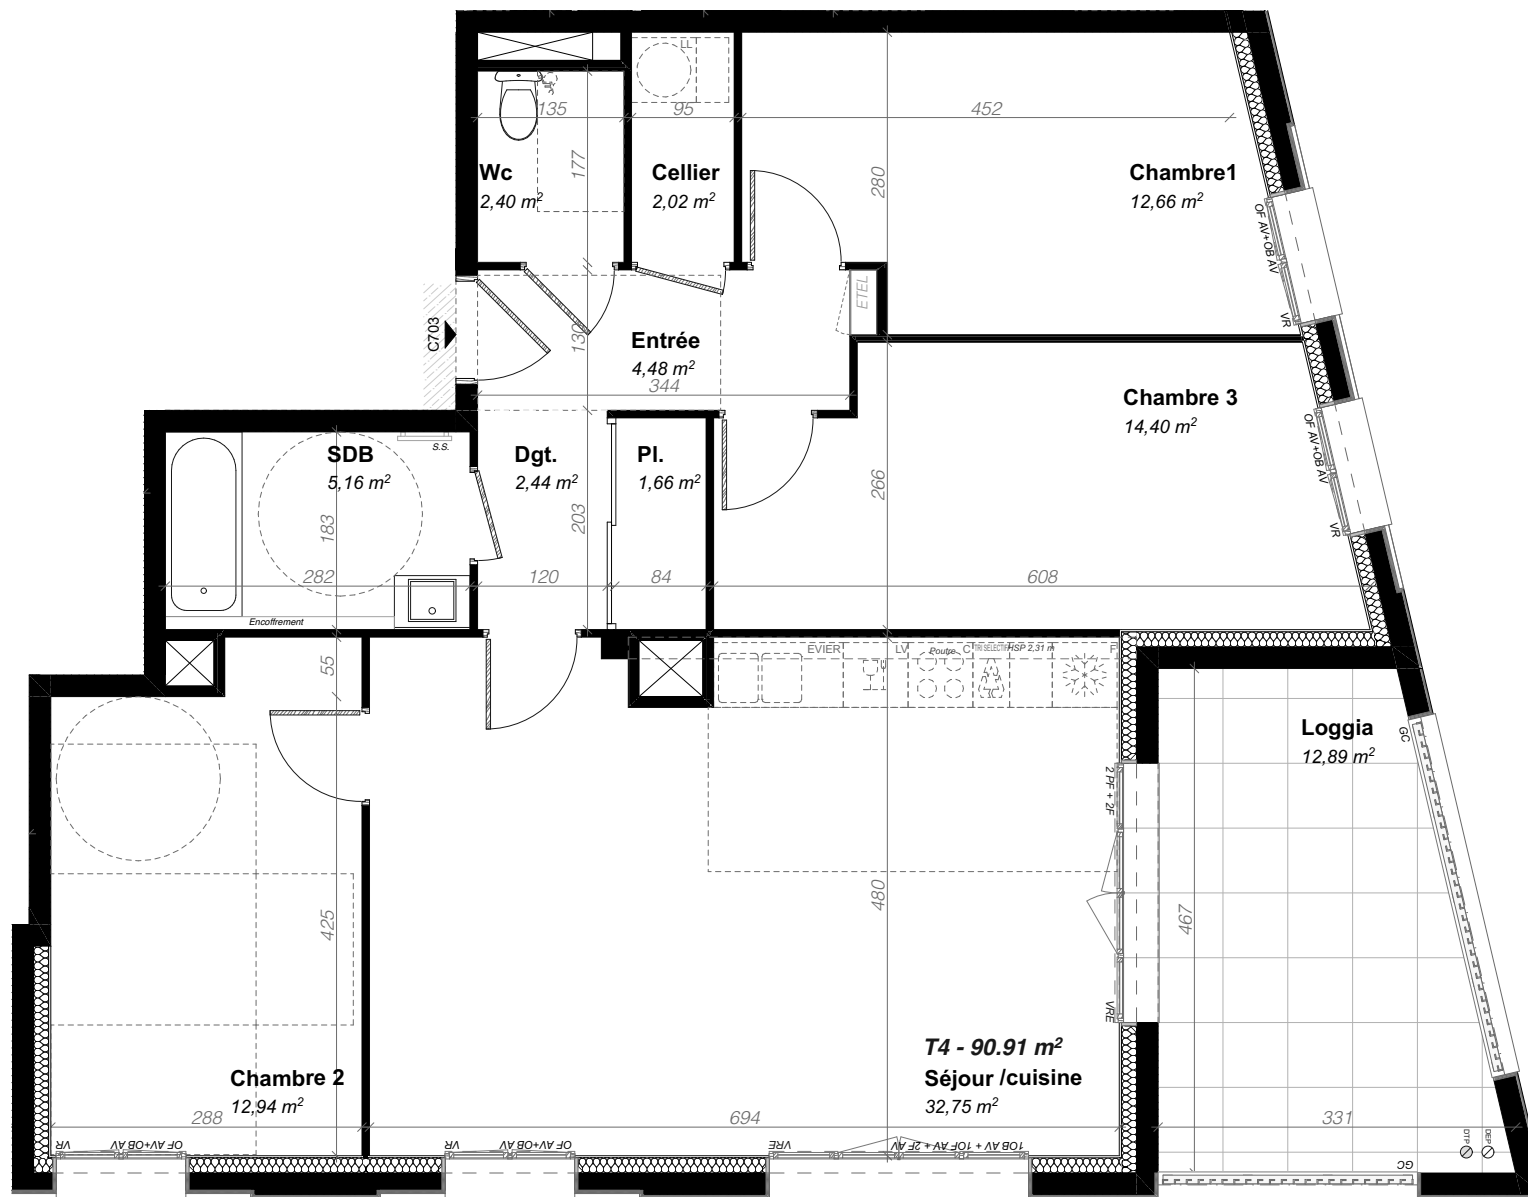 LF
135
95
452
177
280
Wc
2,40 m²
Cellier
2,02 m²
Chambre1
12,66 m²
OF AV+OB AV
VR
ETEL
C703
130
Entrée
4,48 m²
344
Chambre 3
14,40 m²
OF AV+OB AV
VR
S.S.
SDB
5,16 m²
Dgt.
2,44 m²
Pl.
1,66 m²
183
203
266
282
120
84
608
Encoffrement
55
EVIER
LV
Poutre
C
TRI SELECTIF
HSP 2,31 m
F
Loggia
12,89 m²
GC
2 PF + 2F
425
480
467
VRE
T4 - 90.91 m²
Séjour /cuisine
32,75 m²
Chambre 2
12,94 m²
288
694
331
VR
OF AV+OB AV
VR
OF AV+OB AV
VRE
1OB AV + 1OF AV + 2F AV
DTP
DEP
GC